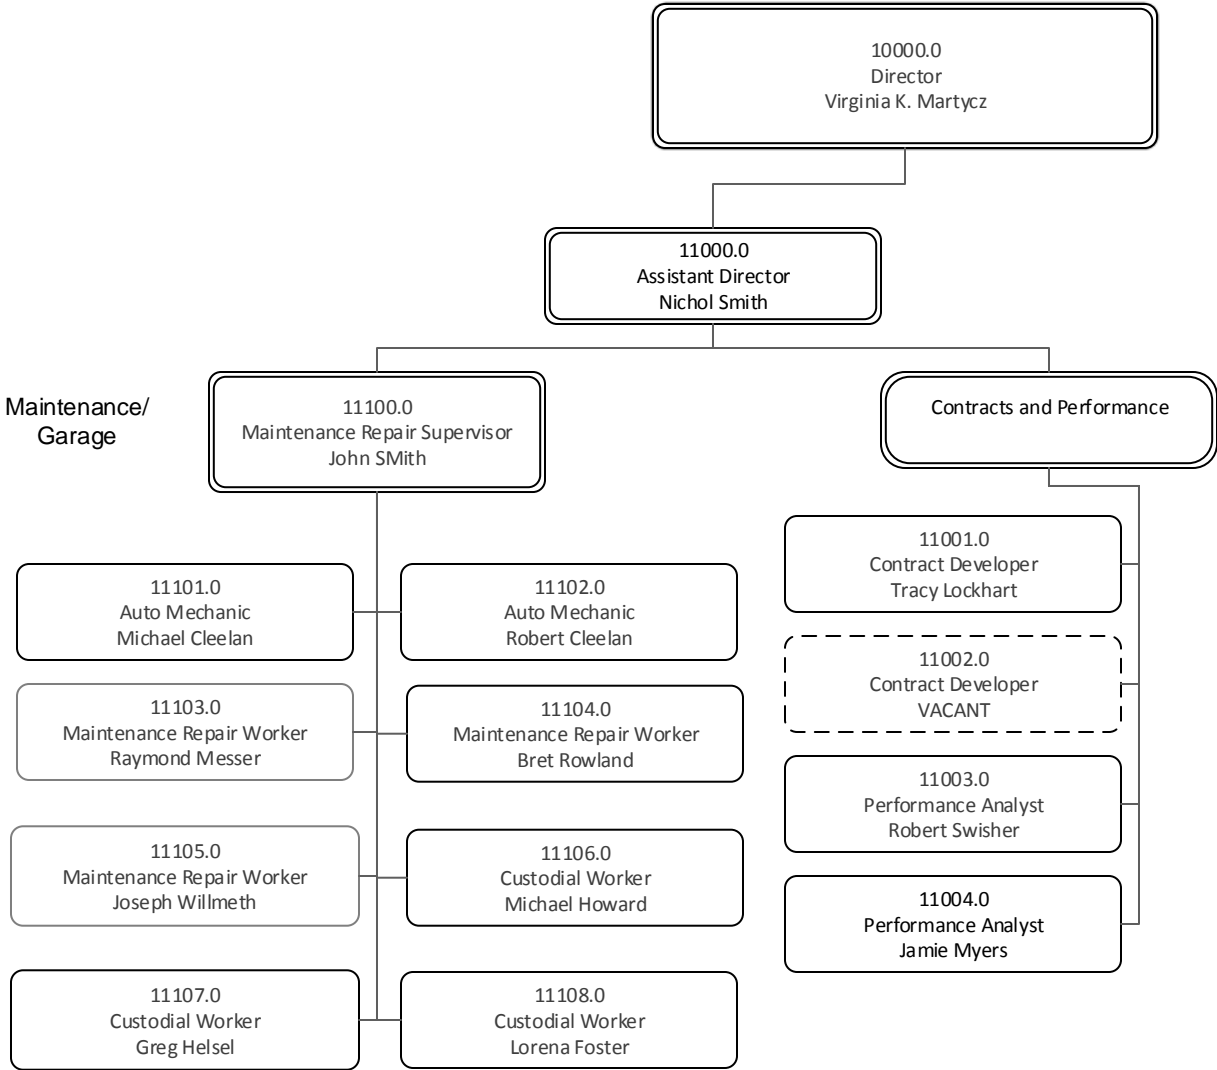 10000.0
Director
Virginia K. Martycz
11000.0
Assistant Director
Nichol Smith
Maintenance/
Garage
11100.0
Maintenance Repair Supervisor
John SMith
Contracts and Performance
11101.0
Auto Mechanic
Michael Cleelan
11102.0
Auto Mechanic
Robert Cleelan
11103.0
Maintenance Repair Worker
Raymond Messer
11104.0
Maintenance Repair Worker
Bret Rowland
11105.0
Maintenance Repair Worker
Joseph Willmeth
11106.0
Custodial Worker
Michael Howard
11107.0
Custodial Worker
Greg Helsel
11108.0
Custodial Worker
Lorena Foster
11001.0
Contract Developer
Tracy Lockhart
11002.0
Contract Developer
VACANT
11003.0
Performance Analyst
Robert Swisher
11004.0
Performance Analyst
Jamie Myers